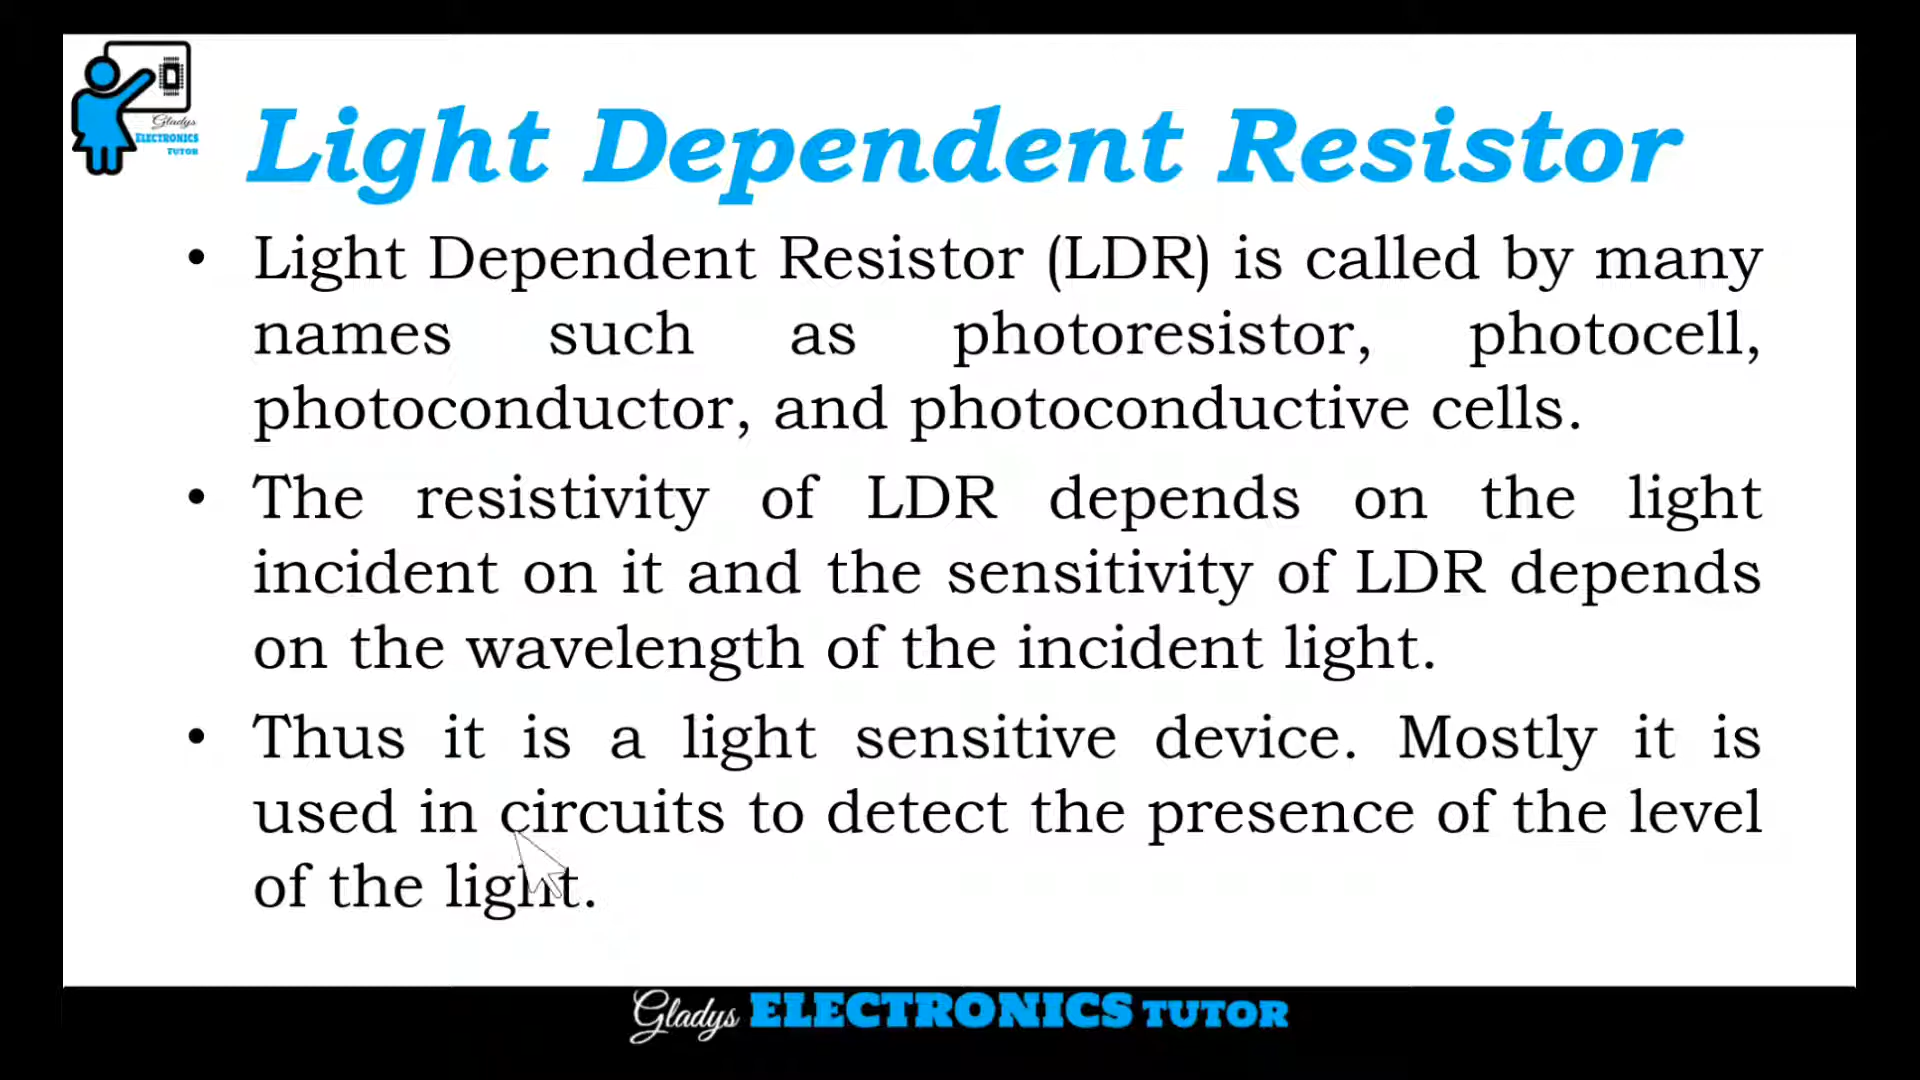 Gladys
ELECTRONICS
TUTOR
Light Dependent Resistor
• Light Dependent Resistor (LDR) is called by many
names such as photoresistor, photocell,
photoconductor, and photoconductive cells.
• The resistivity of LDR depends on the light
incident on it and the sensitivity of LDR depends
on the wavelength of the incident light.
• Thus it is a light sensitive device. Mostly it is
used in circuits to detect the presence of the level
of the light.
Gladys ELECTRONICS TUTOR